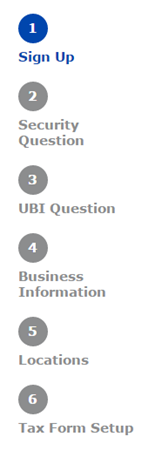 1
Sign Up
2
Security
Question
3
UBI Question
4
Business
Information
5
Locations
6
Tax Form Setup